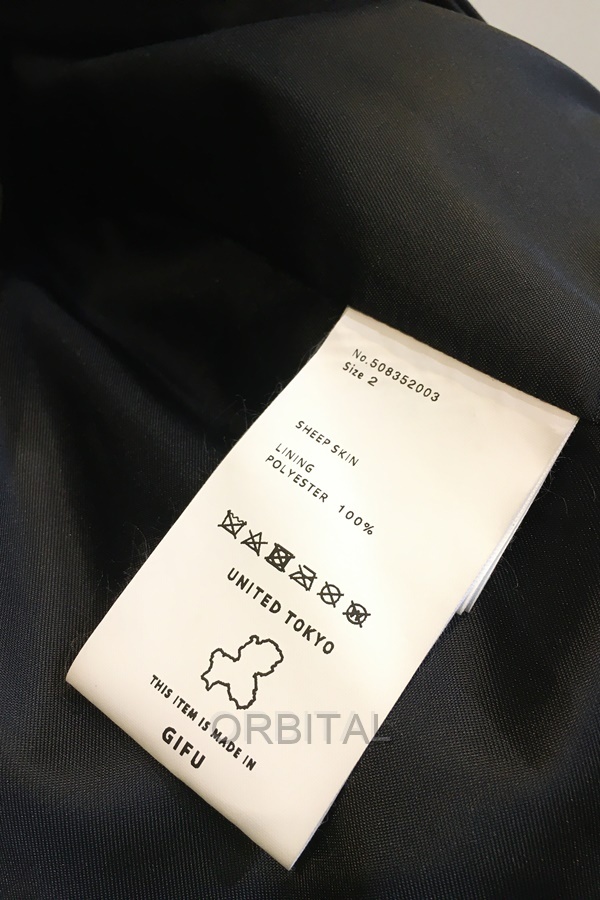 No.508352003
Size 2
SHEEP SKIN
LINING
POLYESTER 100%
UNITED TOKYO
THIS ITEM IS MADE IN
GIFU
ORBITAL